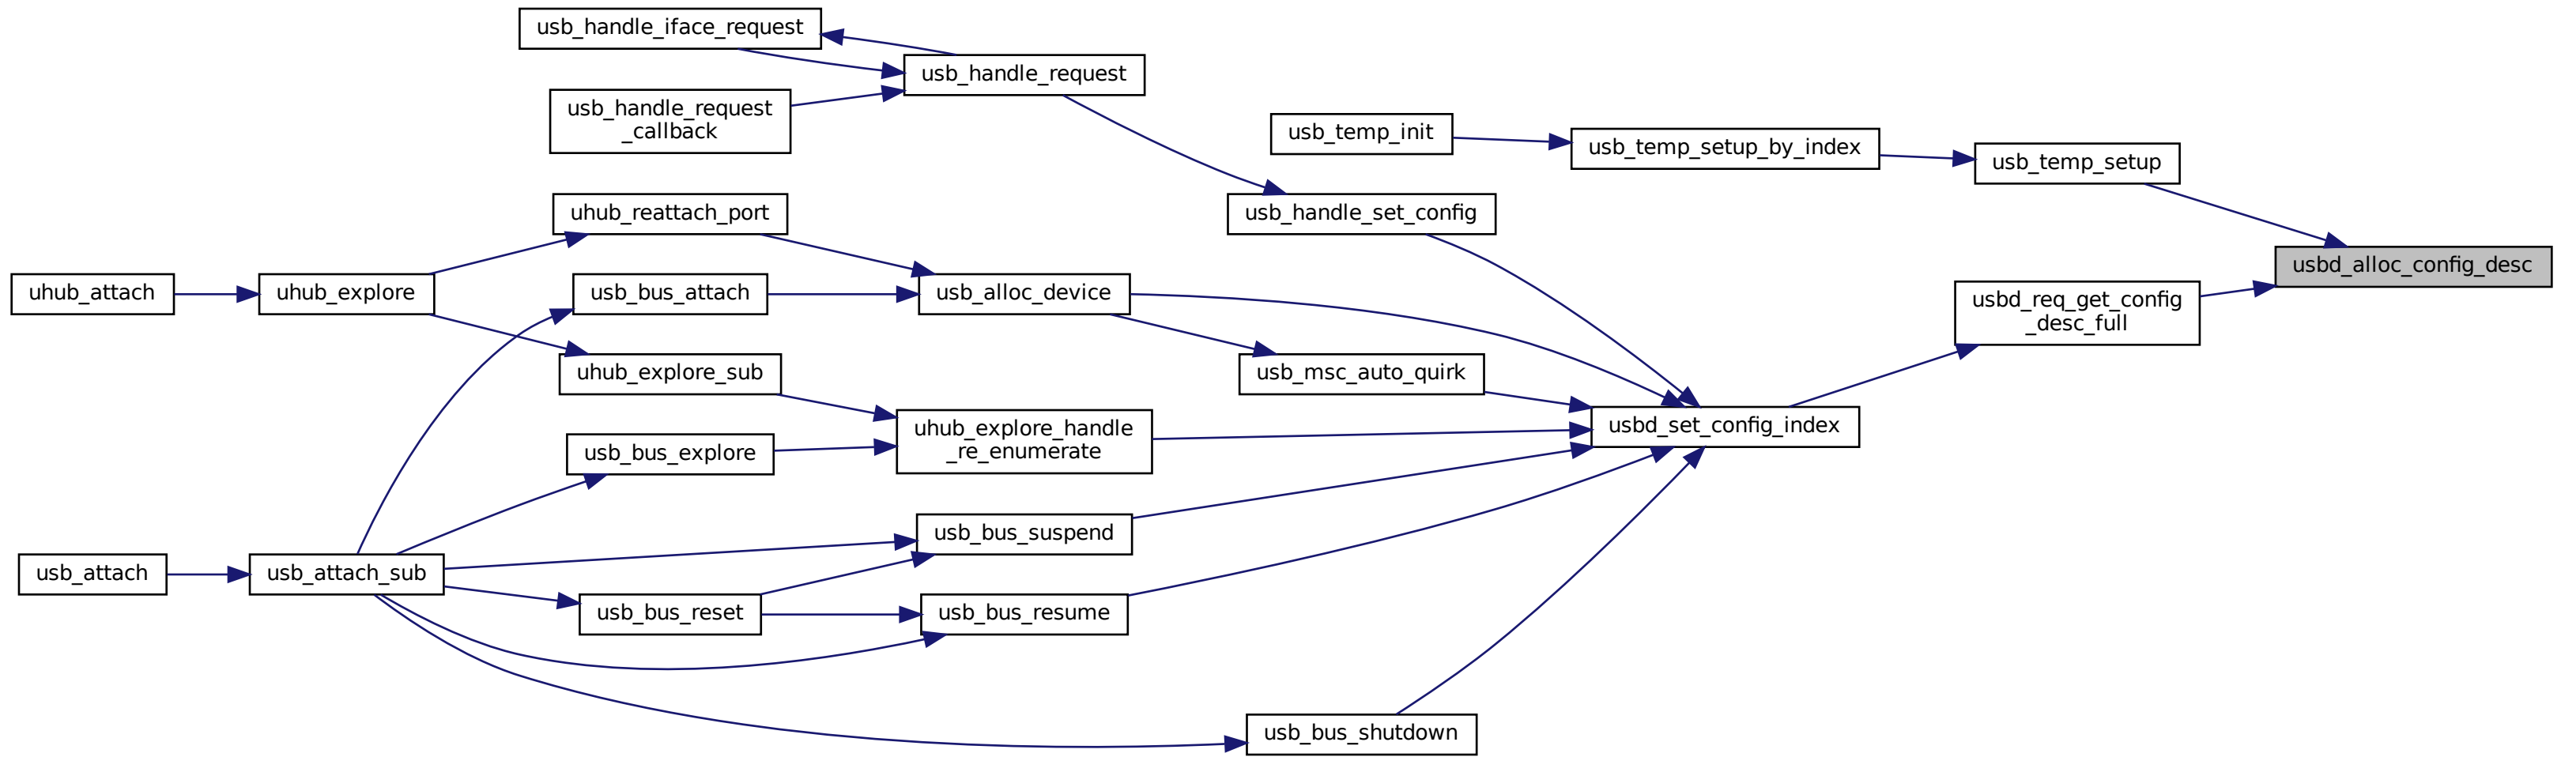 usb_handle_iface_request
usb_handle_request
usb_handle_request
_callback
usb_temp_init
usb_temp_setup_by_index
usb_temp_setup
uhub_reattach_port
usb_handle_set_config
usbd_alloc_config_desc
uhub_attach
uhub_explore
usb_bus_attach
usb_alloc_device
usbd_req_get_config
_desc_full
uhub_explore_sub
usb_msc_auto_quirk
usb_bus_explore
uhub_explore_handle
_re_enumerate
usbd_set_config_index
usb_bus_suspend
usb_attach
usb_attach_sub
usb_bus_reset
usb_bus_resume
usb_bus_shutdown